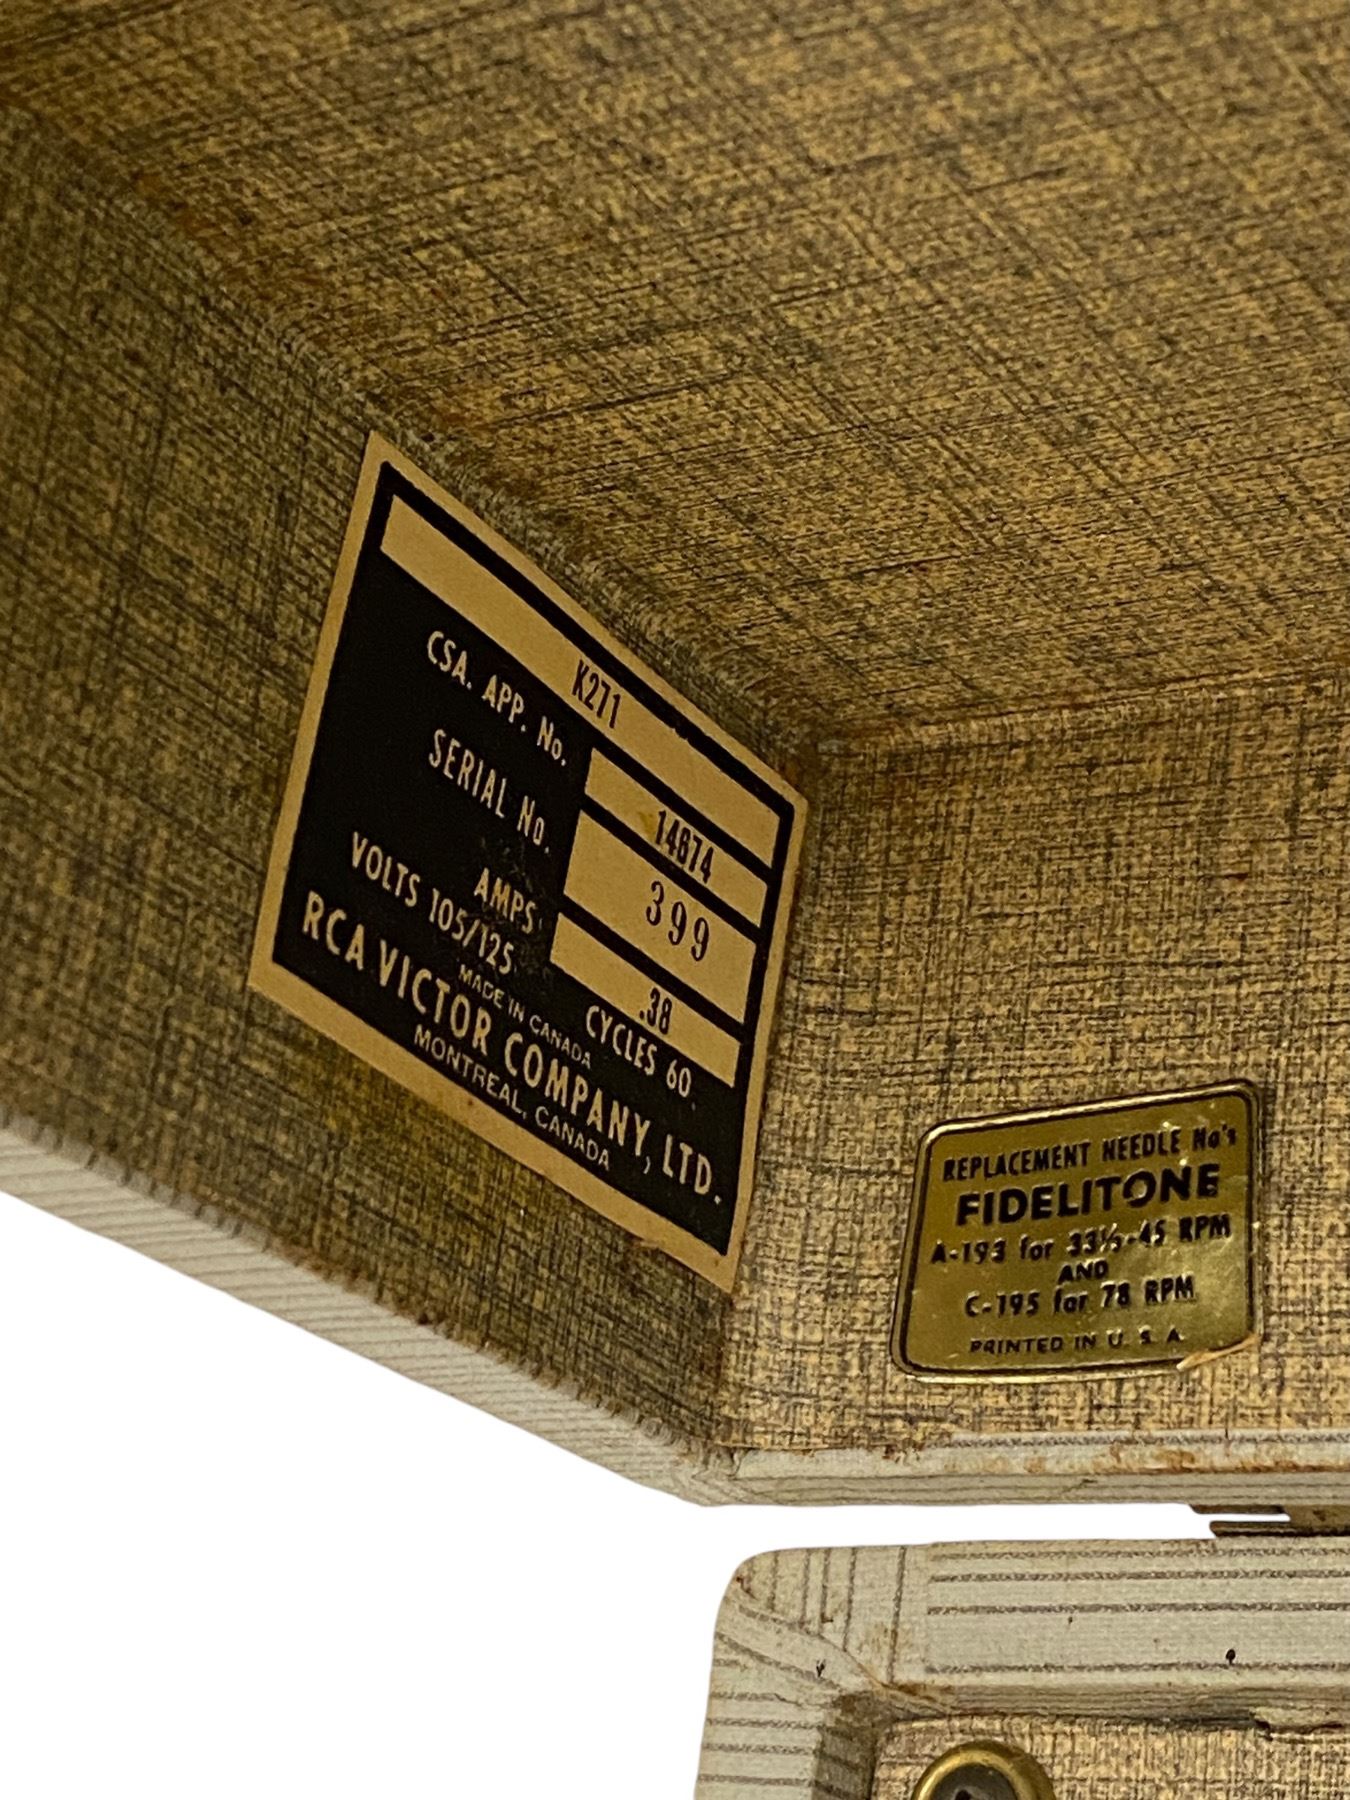 K271
CSA. APP. No. 14674
SERIAL No. 399
AMPS .38
VOLTS 105/125 CYCLES 60
MADE IN CANADA
RCA VICTOR COMPANY, LTD.
MONTREAL, CANADA
REPLACEMENT NEEDLE No's
FIDELITONE
A-193 for 33⅓-45 RPM
AND
C-195 for 78 RPM
PRINTED IN U. S. A.